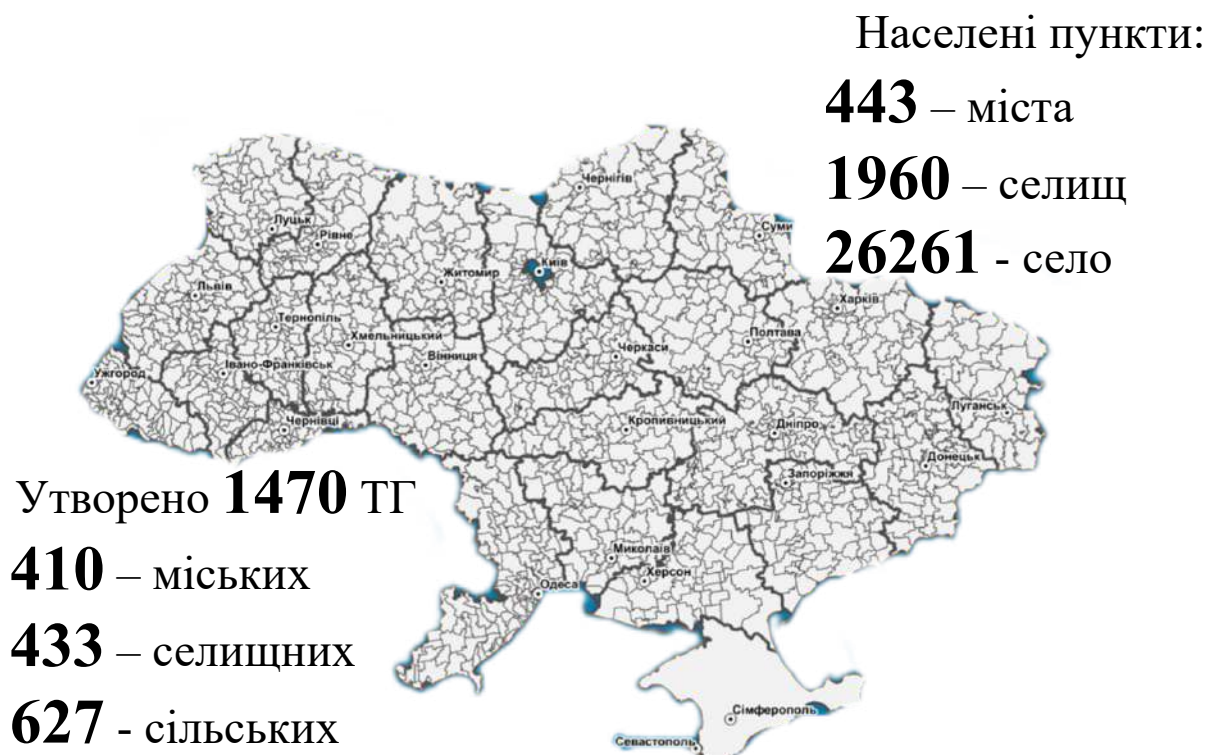 Населені пункти:
443 – міста
1960 – селищ
26261 - село
Чернігів
Суми
Луцьк
Рівне
Київ
Житомир
Львів
Харків
Тернопіль
Хмельницький
Полтава
Вінниця
Черкаси
Івано-Франківськ
Ужгород
Луганськ
Чернівці
Кропивницький
Дніпро
Донецьк
Запоріжжя
Утворено 1470 ТГ
410 – міських
433 – селищних
627 - сільських
Миколаїв
Херсон
Одеса
Сімферополь
Севастополь